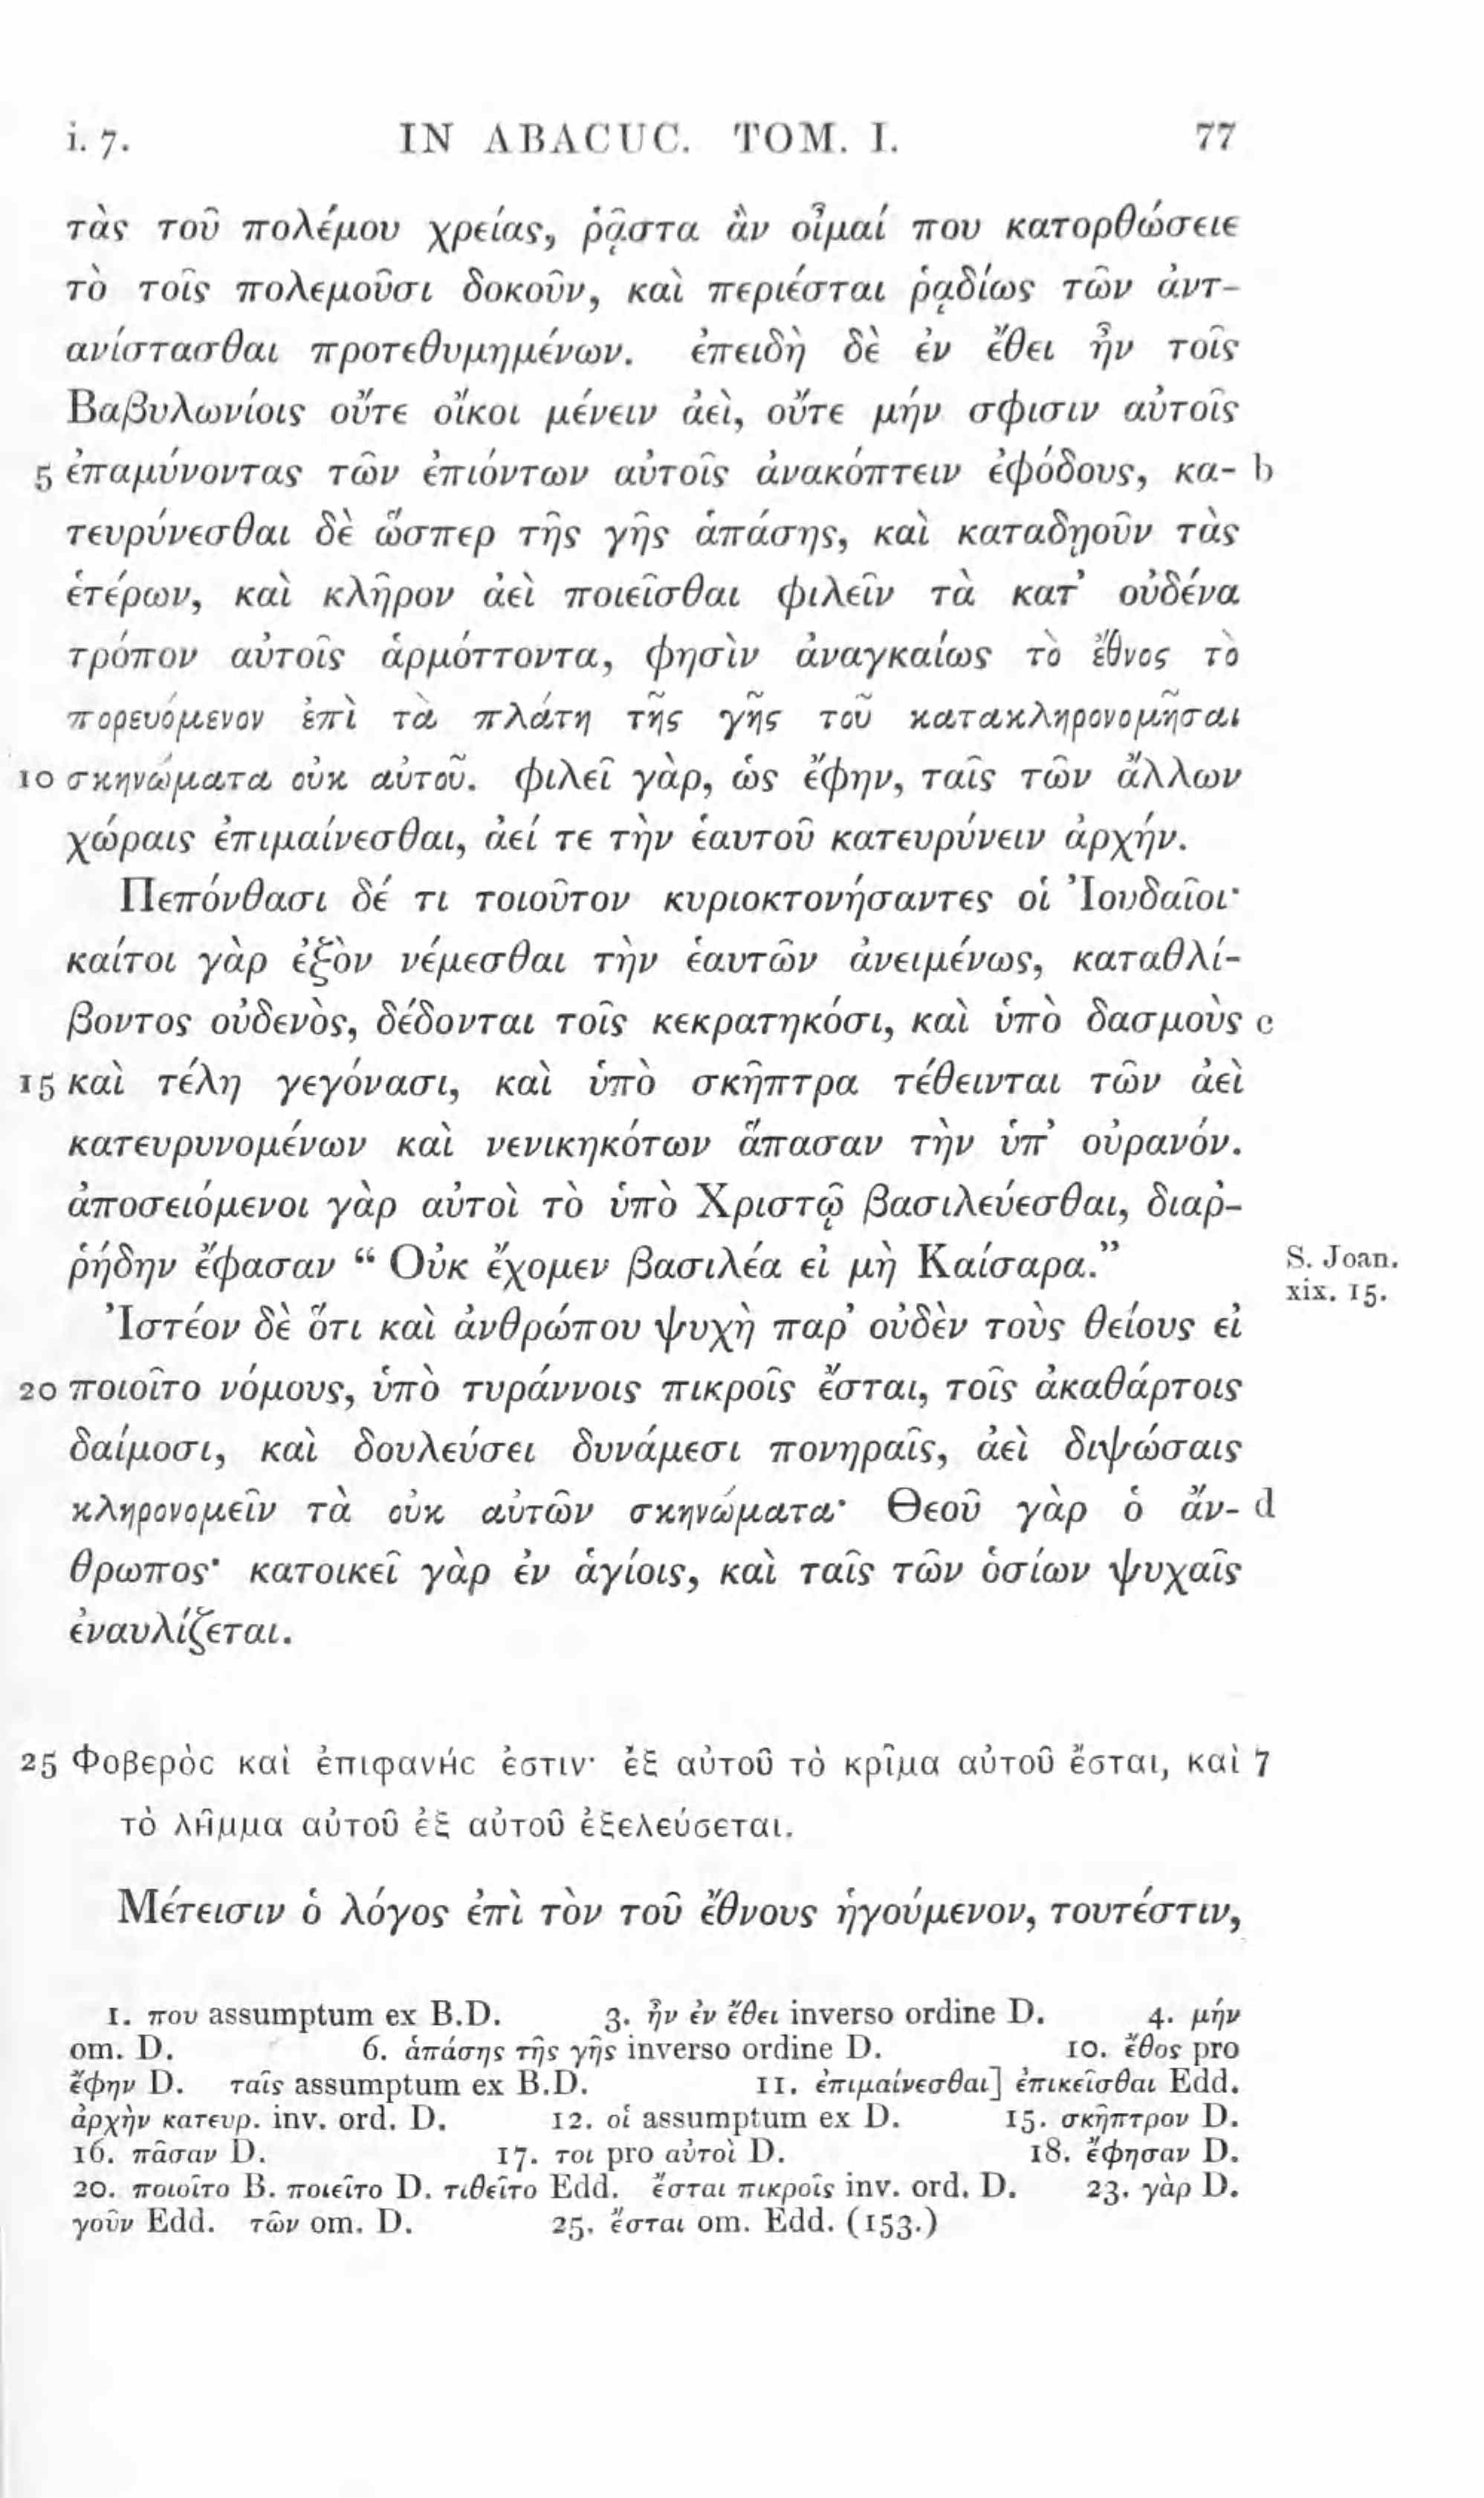 i. 7. IN ABACUC. TOM. I. 77
τὰς τοῦ πολέμου χρείας, ῥᾷστα ἂν οἶμαί που κατορθώσειε
τὸ τοῖς πολεμοῦσι δοκοῦν, καὶ περιέσται ῥᾳδίως τῶν ἀντ-
ανίστασθαι προτεθυμημένων. ἐπειδὴ δὲ ἐν ἔθει ἦν τοῖς
Βαβυλωνίοις οὔτε οἴκοι μένειν ἀεὶ, οὔτε μήν σφισιν αὐτοῖς
5 ἐπαμύνοντας τῶν ἐπιόντων αὐτοῖς ἀνακόπτειν ἐφόδους, κα- b
τευρύνεσθαι δὲ ὥσπερ τῆς γῆς ἁπάσης, καὶ καταδῃοῦν τὰς
ἑτέρων, καὶ κλῆρον ἀεὶ ποιεῖσθαι φιλεῖν τὰ κατ᾽ οὐδένα
τρόπον αὐτοῖς ἁρμόττοντα, φησὶν ἀναγκαίως τὸ ἔθνος τὸ
πορευόμενον ἐπὶ τὰ πλάτη τῆς γῆς τοῦ κατακληρονομῆσαι
10 σκηνώματα οὐκ αὐτοῦ. φιλεῖ γὰρ, ὡς ἔφην, ταῖς τῶν ἄλλων
χώραις ἐπιμαίνεσθαι, ἀεί τε τὴν ἑαυτοῦ κατευρύνειν ἀρχήν.
Πεπόνθασι δέ τι τοιοῦτον κυριοκτονήσαντες οἱ Ἰουδαῖοι·
καίτοι γὰρ ἐξὸν νέμεσθαι τὴν ἑαυτῶν ἀνειμένως, καταθλί-
βοντος οὐδενὸς, δέδονται τοῖς κεκρατηκόσι, καὶ ὑπὸ δασμοὺς c
15 καὶ τέλη γεγόνασι, καὶ ὑπὸ σκῆπτρα τέθεινται τῶν ἀεὶ
κατευρυνομένων καὶ νενικηκότων ἅπασαν τὴν ὑπ᾽ οὐρανόν.
ἀποσειόμενοι γὰρ αὐτοὶ τὸ ὑπὸ Χριστῷ βασιλεύεσθαι, διαῤ-
ῥήδην ἔφασαν “ Οὐκ ἔχομεν βασιλέα εἰ μὴ Καίσαρα.” S. Joan.
xix. 15.
Ἰστέον δὲ ὅτι καὶ ἀνθρώπου ψυχὴ παρ᾽ οὐδὲν τοὺς θείους εἰ
20 ποιοῖτο νόμους, ὑπὸ τυράννοις πικροῖς ἔσται, τοῖς ἀκαθάρτοις
δαίμοσι, καὶ δουλεύσει δυνάμεσι πονηραῖς, ἀεὶ διψώσαις
κληρονομεῖν τὰ οὐκ αὐτῶν σκηνώματα· Θεοῦ γὰρ ὁ ἄν- d
θρωπος· κατοικεῖ γὰρ ἐν ἁγίοις, καὶ ταῖς τῶν ὁσίων ψυχαῖς
ἐναυλίζεται.
25 Φοβερὸς καὶ ἐπιφανής ἐστιν· ἐξ αὐτοῦ τὸ κρῖμα αὐτοῦ ἔσται, καὶ 7
τὸ λῆμμα αὐτοῦ ἐξ αὐτοῦ ἐξελεύσεται.
Μέτεισιν ὁ λόγος ἐπὶ τὸν τοῦ ἔθνους ἡγούμενον, τουτέστιν,
1. που assumptum ex B.D. 3. ἦν ἐν ἔθει inverso ordine D. 4. μήν
om. D. 6. ἁπάσης τῆς γῆς inverso ordine D. 10. ἔθος pro
ἔφην D. ταῖς assumptum ex B.D. 11. ἐπιμαίνεσθαι] ἐπικεῖσθαι Edd.
ἀρχὴν κατευρ. inv. ord. D. 12. οἱ assumptum ex D. 15. σκῆπτρον D.
16. πᾶσαν D. 17. τοι pro αὐτοὶ D. 18. ἔφησαν D.
20. ποιοῖτο B. ποιεῖτο D. τιθεῖτο Edd. ἔσται πικροῖς inv. ord. D. 23. γὰρ D.
γοῦν Edd. τῶν om. D. 25. ἔσται om. Edd. (153.)